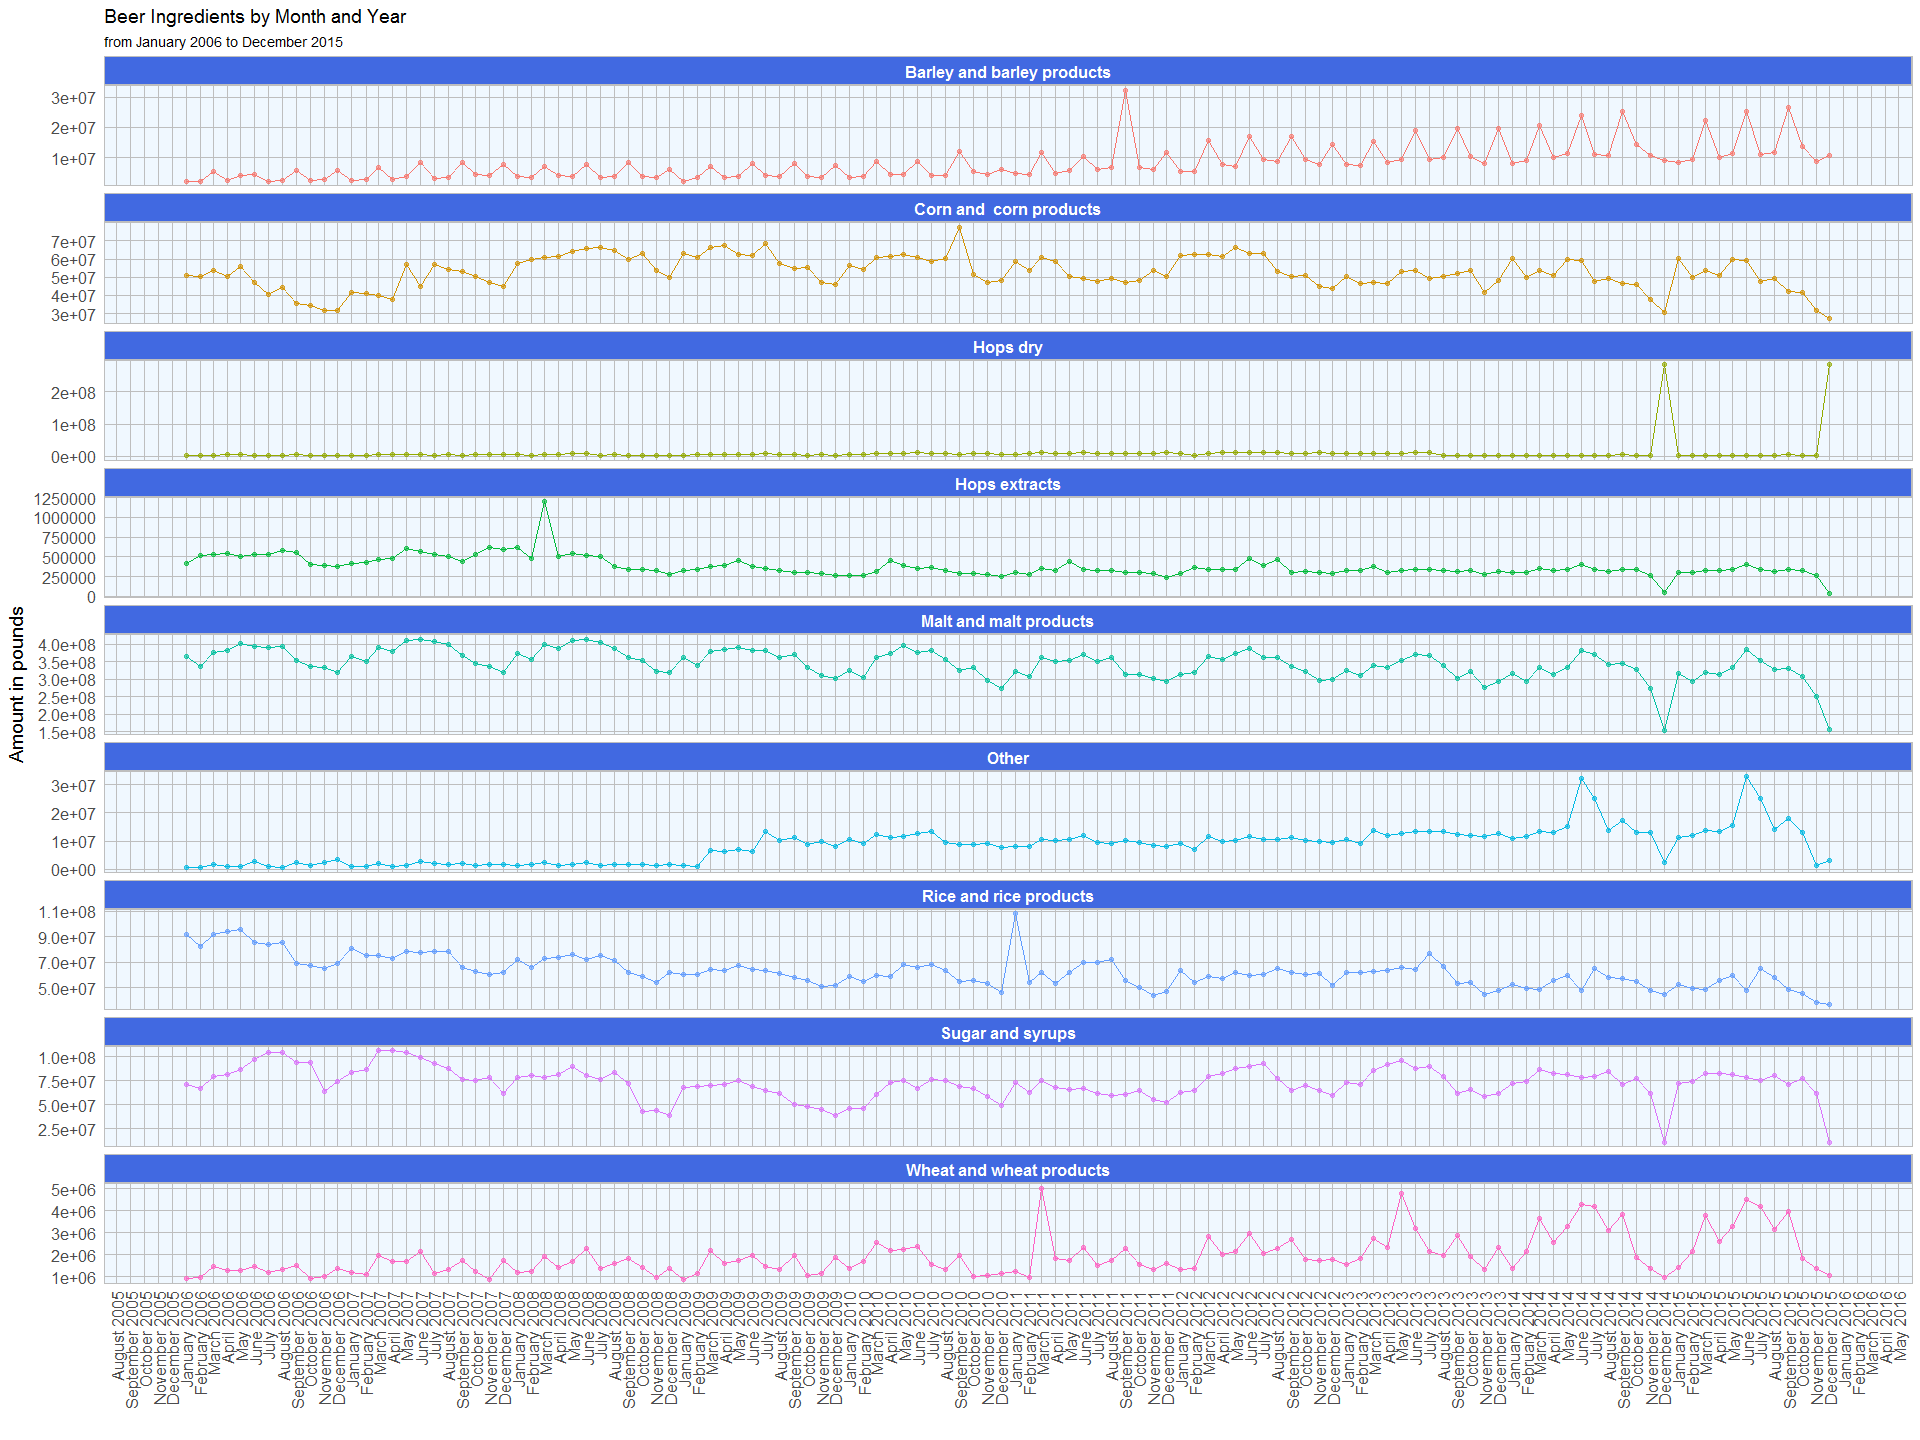 Beer Ingredients by Month and Year
from January 2006 to December 2015
Amount in pounds
Barley and barley products
3e+07
2e+07
1e+07
Corn and  corn products
7e+07
6e+07
5e+07
4e+07
3e+07
Hops dry
2e+08
1e+08
0e+00
Hops extracts
1250000
1000000
750000
500000
250000
0
Malt and malt products
4.0e+08
3.5e+08
3.0e+08
2.5e+08
2.0e+08
1.5e+08
Other
3e+07
2e+07
1e+07
0e+00
Rice and rice products
1.1e+08
9.0e+07
7.0e+07
5.0e+07
Sugar and syrups
1.0e+08
7.5e+07
5.0e+07
2.5e+07
Wheat and wheat products
5e+06
4e+06
3e+06
2e+06
1e+06
August 2005
September 2005
October 2005
November 2005
December 2005
January 2006
February 2006
March 2006
April 2006
May 2006
June 2006
July 2006
August 2006
September 2006
October 2006
November 2006
December 2006
January 2007
February 2007
March 2007
April 2007
May 2007
June 2007
July 2007
August 2007
September 2007
October 2007
November 2007
December 2007
January 2008
February 2008
March 2008
April 2008
May 2008
June 2008
July 2008
August 2008
September 2008
October 2008
November 2008
December 2008
January 2009
February 2009
March 2009
April 2009
May 2009
June 2009
July 2009
August 2009
September 2009
October 2009
November 2009
December 2009
January 2010
February 2010
March 2010
April 2010
May 2010
June 2010
July 2010
August 2010
September 2010
October 2010
November 2010
December 2010
January 2011
February 2011
March 2011
April 2011
May 2011
June 2011
July 2011
August 2011
September 2011
October 2011
November 2011
December 2011
January 2012
February 2012
March 2012
April 2012
May 2012
June 2012
July 2012
August 2012
September 2012
October 2012
November 2012
December 2012
January 2013
February 2013
March 2013
April 2013
May 2013
June 2013
July 2013
August 2013
September 2013
October 2013
November 2013
December 2013
January 2014
February 2014
March 2014
April 2014
May 2014
June 2014
July 2014
August 2014
September 2014
October 2014
November 2014
December 2014
January 2015
February 2015
March 2015
April 2015
May 2015
June 2015
July 2015
August 2015
September 2015
October 2015
November 2015
December 2015
January 2016
February 2016
March 2016
April 2016
May 2016